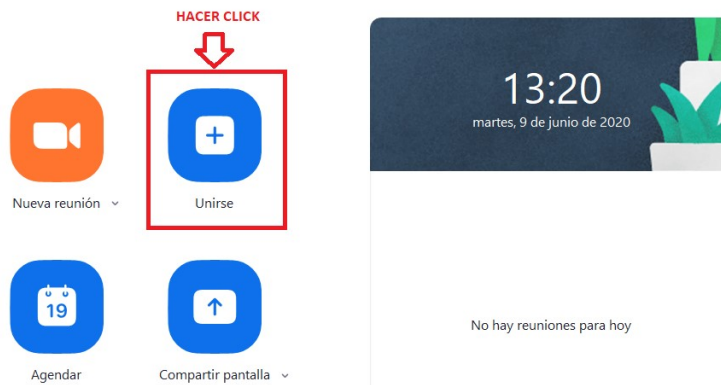 HACER CLICK
Nueva reunión
Unirse
19
Agendar
Compartir pantalla
13:20
martes, 9 de junio de 2020
No hay reuniones para hoy